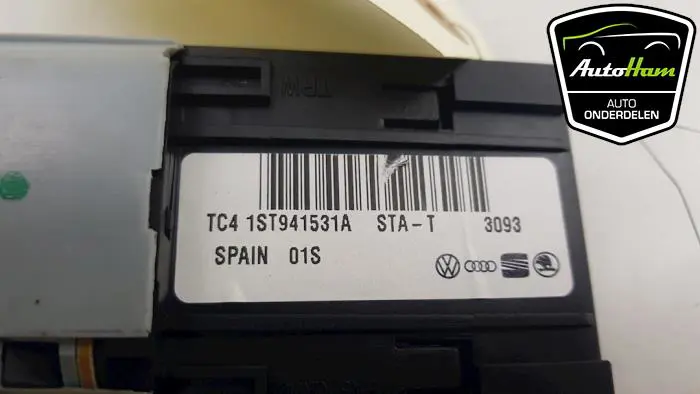 AutoHam
AUTO
ONDERDELEN
TC4 1ST941531A STA-T 3093
SPAIN 01S